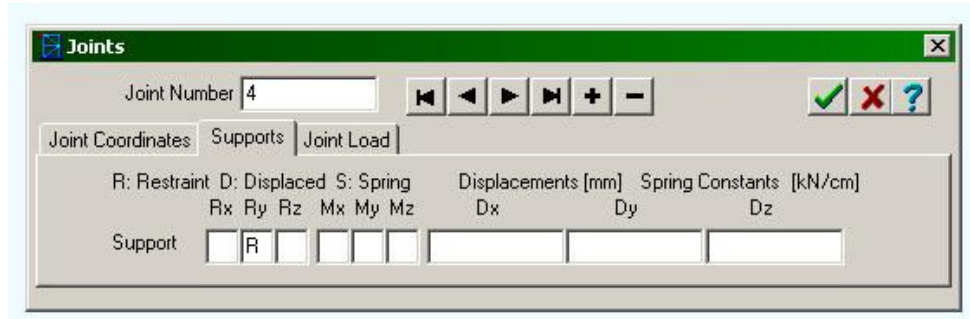 Joints
Joint Number 4
Joint Coordinates Supports Joint Load
R: Restraint D: Displaced S: Spring Displacements [mm] Spring Constants [kN/cm]
Rx Ry Rz Mx My Mz Dx Dy Dz
Support R